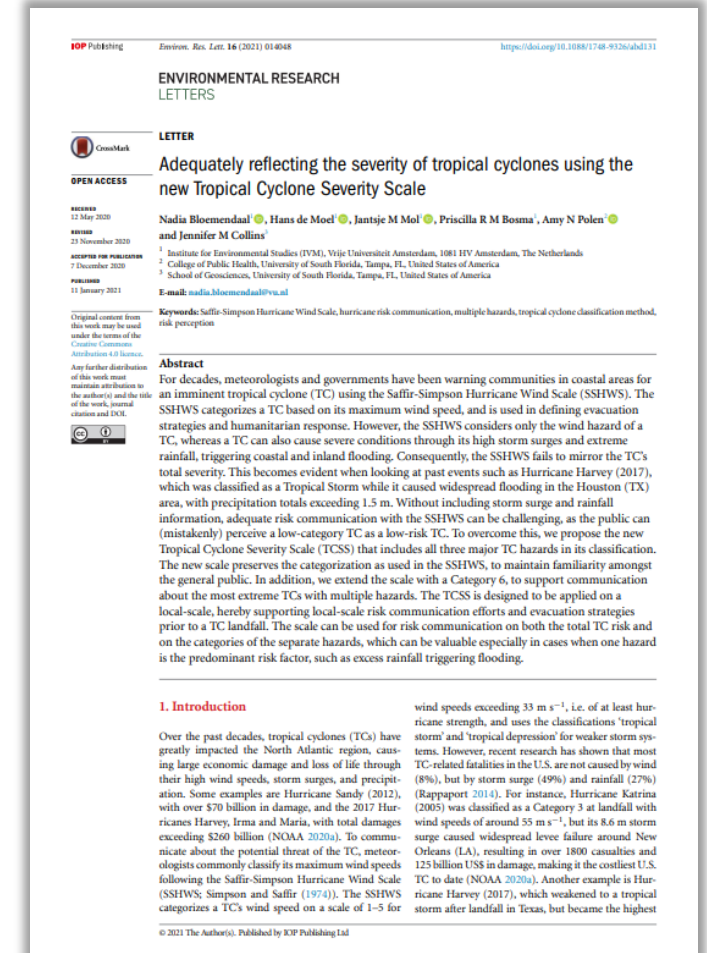 IOP Publishing
Environ. Res. Lett. 16 (2021) 014048
https://doi.org/10.1088/1748-9326/abd131
ENVIRONMENTAL RESEARCH
LETTERS
CrossMark
OPEN ACCESS
RECEIVED
12 May 2020
REVISED
23 November 2020
ACCEPTED FOR PUBLICATION
7 December 2020
PUBLISHED
11 January 2021
Original content from
this work may be used
under the terms of the
Creative Commons
Attribution 4.0 licence.
Any further distribution
of this work must
maintain attribution to
the author(s) and the title
of the work, journal
citation and DOI.
LETTER
Adequately reflecting the severity of tropical cyclones using the
new Tropical Cyclone Severity Scale
Nadia Bloemendaal1, Hans de Moel1, Jantsje M Mol1, Priscilla R M Bosma1, Amy N Polen2
and Jennifer M Collins3
1 Institute for Environmental Studies (IVM), Vrije Universiteit Amsterdam, 1081 HV Amsterdam, The Netherlands
2 College of Public Health, University of South Florida, Tampa, FL, United States of America
3 School of Geosciences, University of South Florida, Tampa, FL, United States of America
E-mail: nadia.bloemendaal@vu.nl
Keywords: Saffir-Simpson Hurricane Wind Scale, hurricane risk communication, multiple hazards, tropical cyclone classification method,
risk perception
Abstract
For decades, meteorologists and governments have been warning communities in coastal areas for
an imminent tropical cyclone (TC) using the Saffir-Simpson Hurricane Wind Scale (SSHWS). The
SSHWS categorizes a TC based on its maximum wind speed, and is used in defining evacuation
strategies and humanitarian response. However, the SSHWS considers only the wind hazard of a
TC, whereas a TC can also cause severe conditions through its high storm surges and extreme
rainfall, triggering coastal and inland flooding. Consequently, the SSHWS fails to mirror the TC's
total severity. This becomes evident when looking at past events such as Hurricane Harvey (2017),
which was classified as a Tropical Storm while it caused widespread flooding in the Houston (TX)
area, with precipitation totals exceeding 1.5 m. Without including storm surge and rainfall
information, adequate risk communication with the SSHWS can be challenging, as the public can
(mistakenly) perceive a low-category TC as a low-risk TC. To overcome this, we propose the new
Tropical Cyclone Severity Scale (TCSS) that includes all three major TC hazards in its classification.
The new scale preserves the categorization as used in the SSHWS, to maintain familiarity amongst
the general public. In addition, we extend the scale with a Category 6, to support communication
about the most extreme TCs with multiple hazards. The TCSS is designed to be applied on a
local-scale, hereby supporting local-scale risk communication efforts and evacuation strategies
prior to a TC landfall. The scale can be used for risk communication on both the total TC risk and
on the categories of the separate hazards, which can be valuable especially in cases when one hazard
is the predominant risk factor, such as excess rainfall triggering flooding.
1. Introduction
Over the past decades, tropical cyclones (TCs) have
greatly impacted the North Atlantic region, caus-
ing large economic damage and loss of life through
their high wind speeds, storm surges, and precipit-
ation. Some examples are Hurricane Sandy (2012),
with over $70 billion in damage, and the 2017 Hur-
ricanes Harvey, Irma and Maria, with total damages
exceeding $260 billion (NOAA 2020a). To commu-
nicate about the potential threat of the TC, meteor-
ologists commonly classify its maximum wind speeds
following the Saffir-Simpson Hurricane Wind Scale
(SSHWS; Simpson and Saffir (1974)). The SSHWS
categorizes a TC's wind speed on a scale of 1–5 for
wind speeds exceeding 33 m s−1, i.e. of at least hur-
ricane strength, and uses the classifications 'tropical
storm' and 'tropical depression' for weaker storm sys-
tems. However, recent research has shown that most
TC-related fatalities in the U.S. are not caused by wind
(8%), but by storm surge (49%) and rainfall (27%)
(Rappaport 2014). For instance, Hurricane Katrina
(2005) was classified as a Category 3 at landfall with
wind speeds of around 55 m s−1, but its 8.6 m storm
surge caused widespread levee failure around New
Orleans (LA), resulting in over 1800 casualties and
125 billion US$ in damage, making it the costliest U.S.
TC to date (NOAA 2020a). Another example is Hur-
ricane Harvey (2017), which weakened to a tropical
storm after landfall in Texas, but became the highest
© 2021 The Author(s). Published by IOP Publishing Ltd